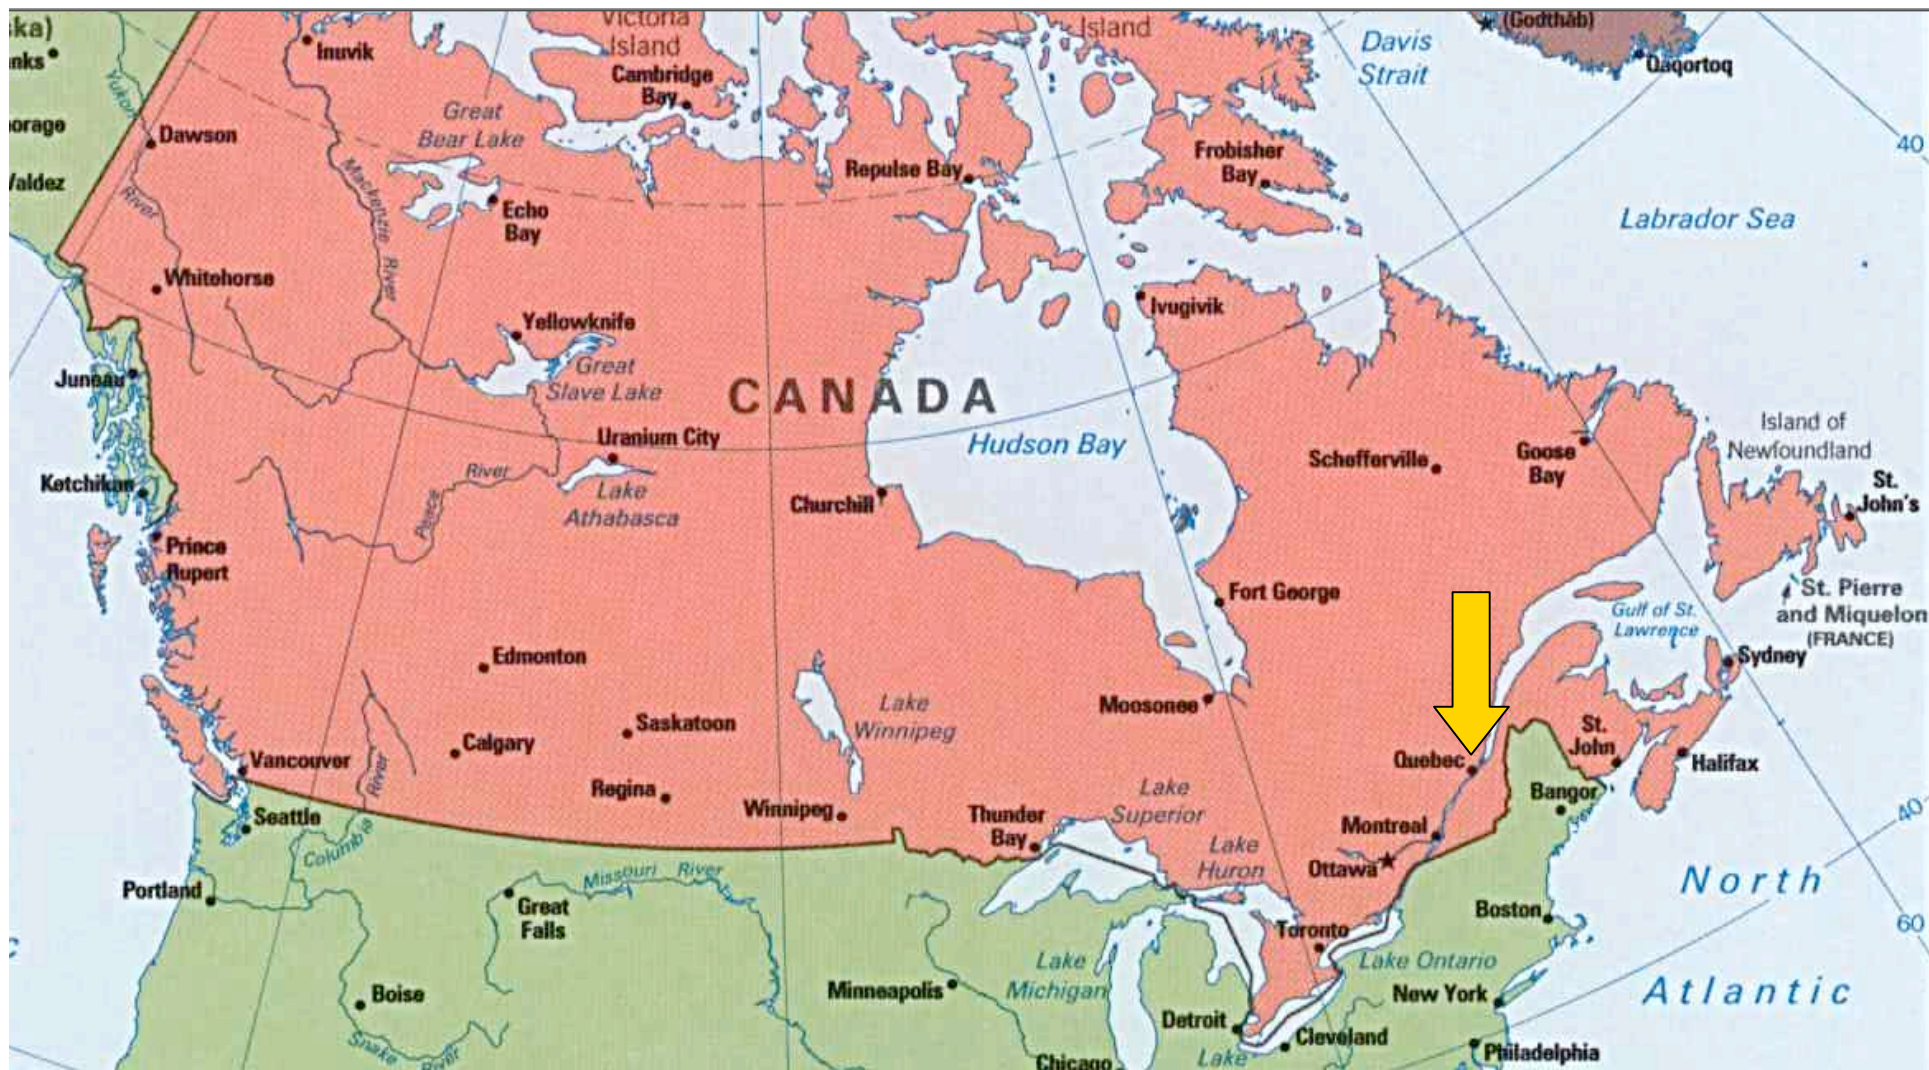 ska)
nks
orage
Valdez
Yukon
River
Inuvik
Dawson
Whitehorse
Juneau
Ketchikan
Prince
Rupert
Mackenzie River
Great
Bear Lake
Echo
Bay
Victoria
Island
Cambridge
Bay
Yellowknife
Great
Slave Lake
Uranium City
Lake
Athabasca
Peace
River
CANADA
Repulse Bay
Island
Frobisher
Bay
Davis
Strait
(Godthåb)
Qaqortoq
40
Labrador Sea
Ivugivik
Hudson Bay
Churchill
Schefferville
Goose
Bay
Island of
Newfoundland
St.
John's
St. Pierre
and Miquelon
(FRANCE)
Gulf of St.
Lawrence
Sydney
Fort George
Moosonee
Edmonton
Calgary
Saskatoon
Regina
Lake
Winnipeg
Winnipeg
Vancouver
River
Columbia
Seattle
Portland
Great
Falls
Missouri River
Boise
Snake
River
Thunder
Bay
Lake
Superior
Lake
Huron
Quebec
Montreal
Ottawa
Toronto
St.
John
Halifax
Bangor
Boston
Lake Ontario
New York
Philadelphia
Cleveland
Detroit
Lake
Lake
Michigan
Minneapolis
Chicago
40
60
North
Atlantic
c